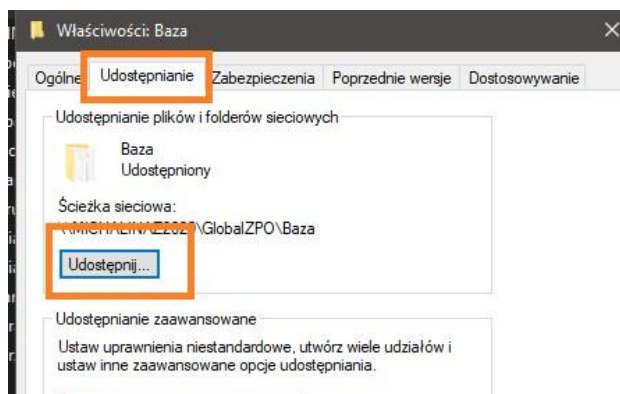 Właściwości: Baza
Ogólne Udostępnianie Zabezpieczenia Poprzednie wersje Dostosowywanie
Udostępnianie plików i folderów sieciowych
Baza
Udostępniony
Ścieżka sieciowa:
\GlobalZPO\Baza
Udostępnij...
Udostępnianie zaawansowane
Ustaw uprawnienia niestandardowe, utwórz wiele udziałów i
ustaw inne zaawansowane opcje udostępniania.